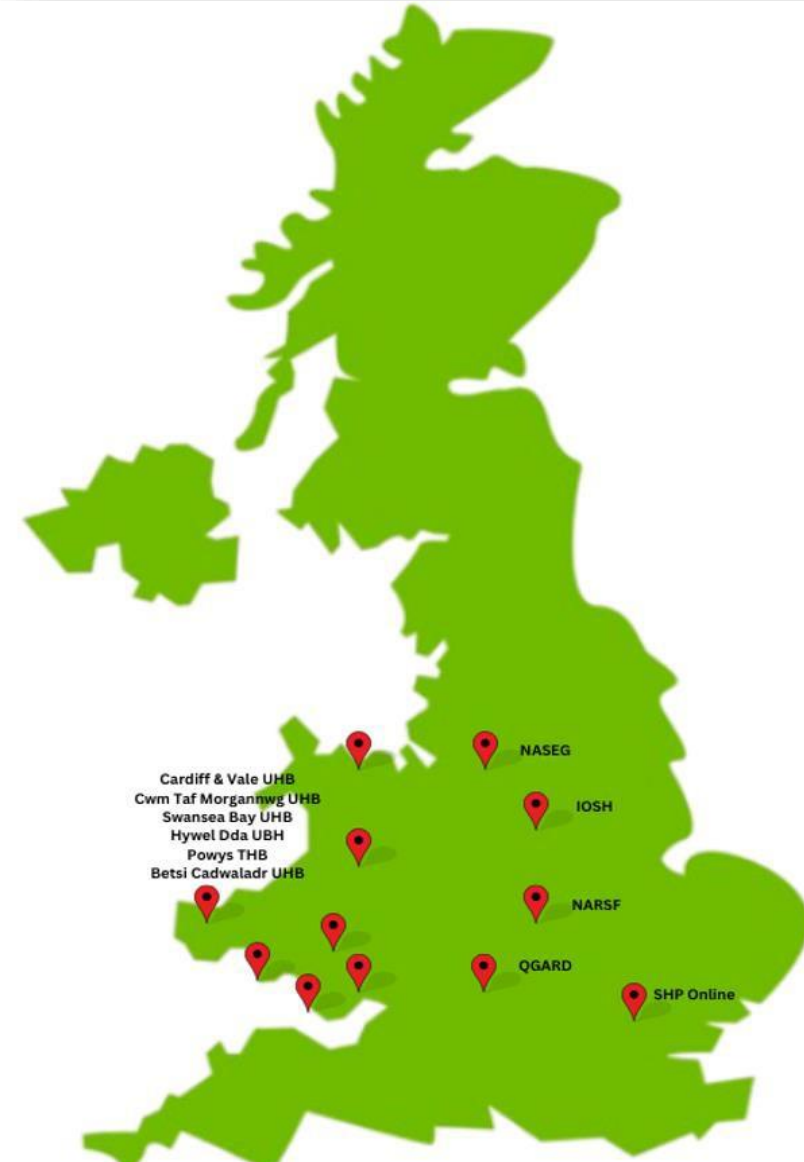 NASEG
Cardiff & Vale UHB
Cwm Taf Morgannwg UHB
Swansea Bay UHB
Hywel Dda UBH
Powys THB
Betsi Cadwaladr UHB
IOSH
NARSF
QGARD
SHP Online